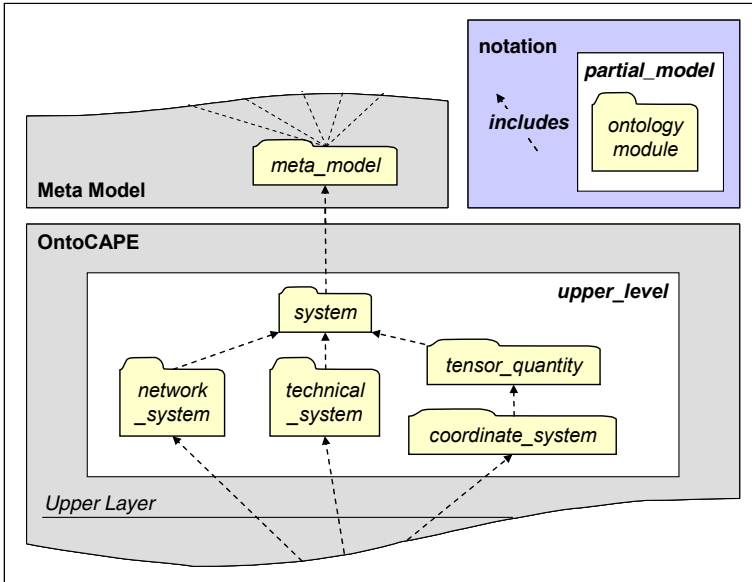 notation
partial_model
includes
ontology
module
meta_model
Meta Model
OntoCAPE
upper_level
system
network
_system
technical
_system
tensor_quantity
coordinate_system
Upper Layer